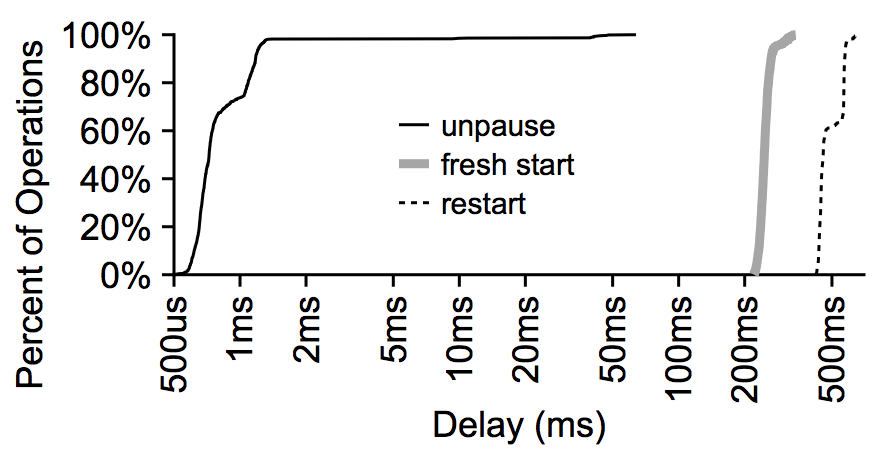 Percent of Operations
100%
80%
60%
40%
20%
0%
unpause
fresh start
restart
500us
1ms
2ms
5ms
10ms
20ms
50ms
100ms
200ms
500ms
Delay (ms)